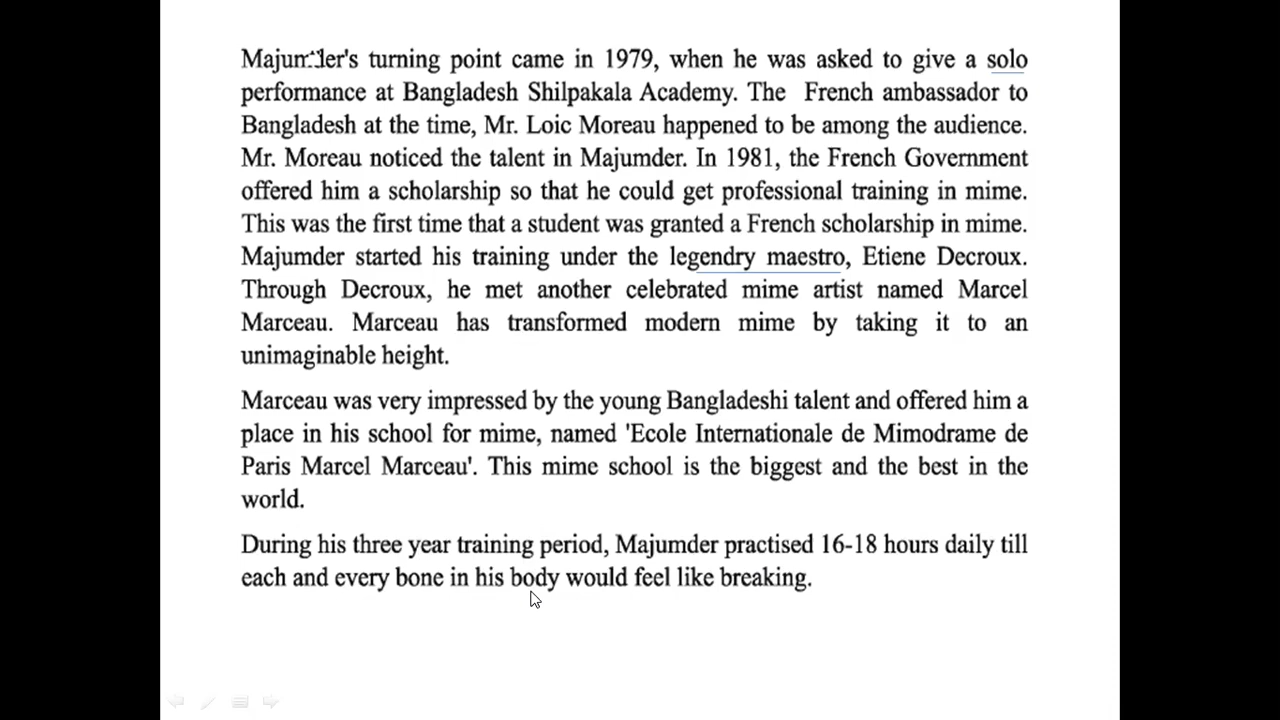 Majumder's turning point came in 1979, when he was asked to give a solo
performance at Bangladesh Shilpakala Academy. The French ambassador to
Bangladesh at the time, Mr. Loic Moreau happened to be among the audience.
Mr. Moreau noticed the talent in Majumder. In 1981, the French Government
offered him a scholarship so that he could get professional training in mime.
This was the first time that a student was granted a French scholarship in mime.
Majumder started his training under the legendry maestro, Etiene Decroux.
Through Decroux, he met another celebrated mime artist named Marcel
Marceau. Marceau has transformed modern mime by taking it to an
unimaginable height.
Marceau was very impressed by the young Bangladeshi talent and offered him a
place in his school for mime, named 'Ecole Internationale de Mimodrame de
Paris Marcel Marceau'. This mime school is the biggest and the best in the
world.
During his three year training period, Majumder practised 16-18 hours daily till
each and every bone in his body would feel like breaking.